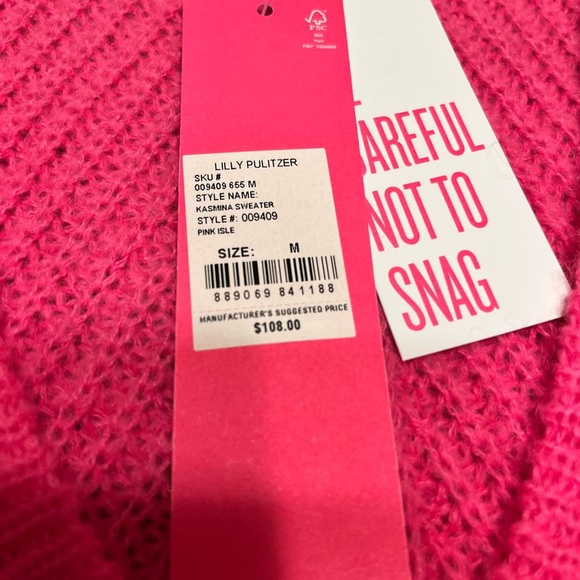 FSC
LILLY PULITZER
SKU #
009409 655 M
STYLE NAME:
KASMINA SWEATER
STYLE #: 009409
PINK ISLE
SIZE: M
889069 841188
MANUFACTURER'S SUGGESTED PRICE
$108.00
CAREFUL
NOT TO
SNAG